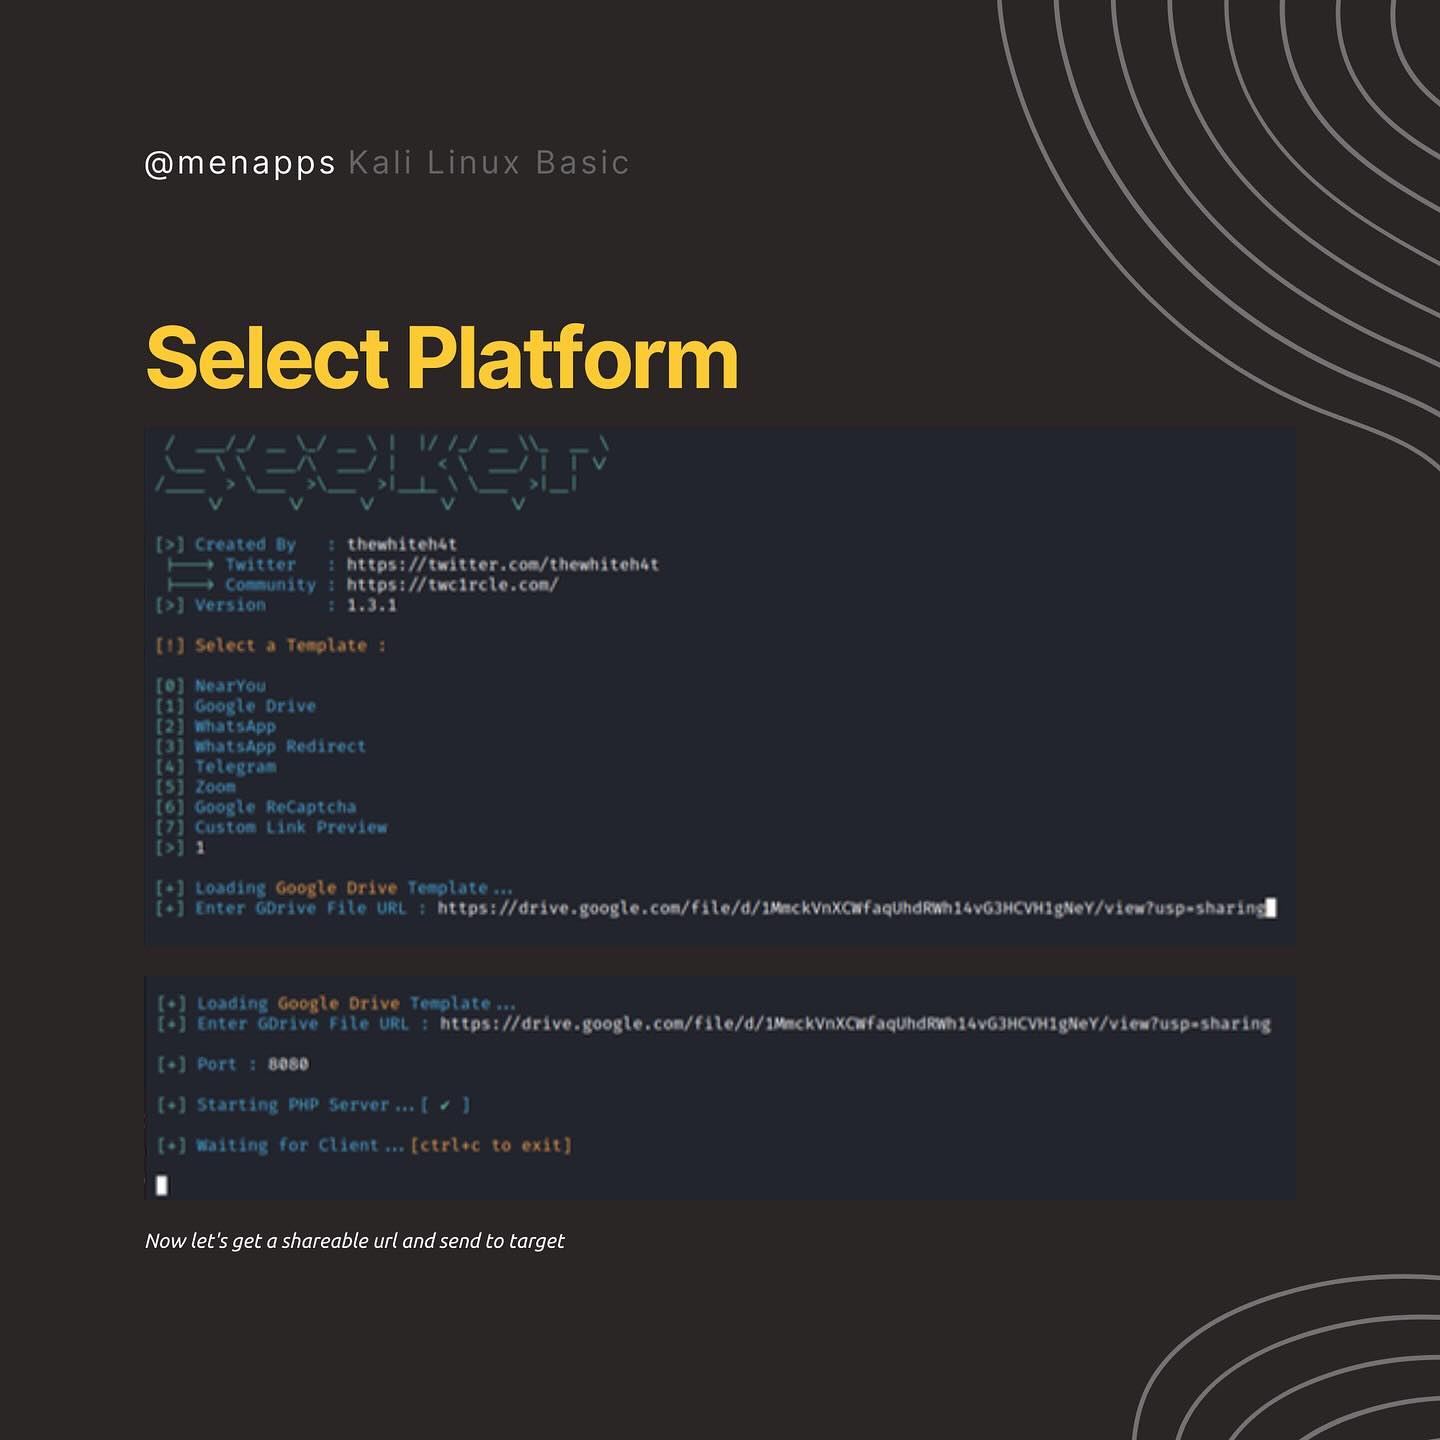 @menapps Kali Linux Basic
Select Platform
seeker
[>] Created By : thewhiteh4t
|---> Twitter : https://twitter.com/thewhiteh4t
|---> Community : https://twc1rcle.com/
[>] Version : 1.3.1
[!] Select a Template :
[0] NearYou
[1] Google Drive
[2] WhatsApp
[3] WhatsApp Redirect
[4] Telegram
[5] Zoom
[6] Google ReCaptcha
[7] Custom Link Preview
[>] 1
[+] Loading Google Drive Template...
[+] Enter GDrive File URL : https://drive.google.com/file/d/1MmckVnXCWfaqUhdRWh14vG3HCVH1gNeY/view?usp=sharing
[+] Loading Google Drive Template...
[+] Enter GDrive File URL : https://drive.google.com/file/d/1MmckVnXCWfaqUhdRWh14vG3HCVH1gNeY/view?usp=sharing
[+] Port : 8080
[+] Starting PHP Server...[ ✔ ]
[+] Waiting for Client...[ctrl+c to exit]
Now let's get a shareable url and send to target